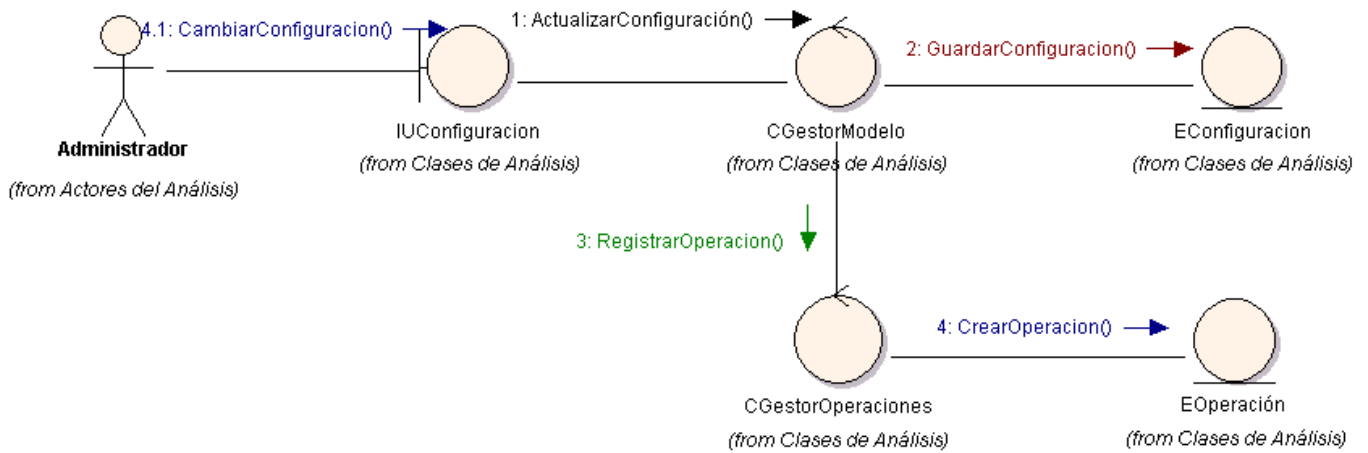 4.1: CambiarConfiguracion()
1: ActualizarConfiguración()
2: GuardarConfiguracion()
Administrador
(from Actores del Análisis)
IUConfiguracion
(from Clases de Análisis)
CGestorModelo
(from Clases de Análisis)
EConfiguracion
(from Clases de Análisis)
3: RegistrarOperacion()
4: CrearOperacion()
CGestorOperaciones
(from Clases de Análisis)
EOperación
(from Clases de Análisis)